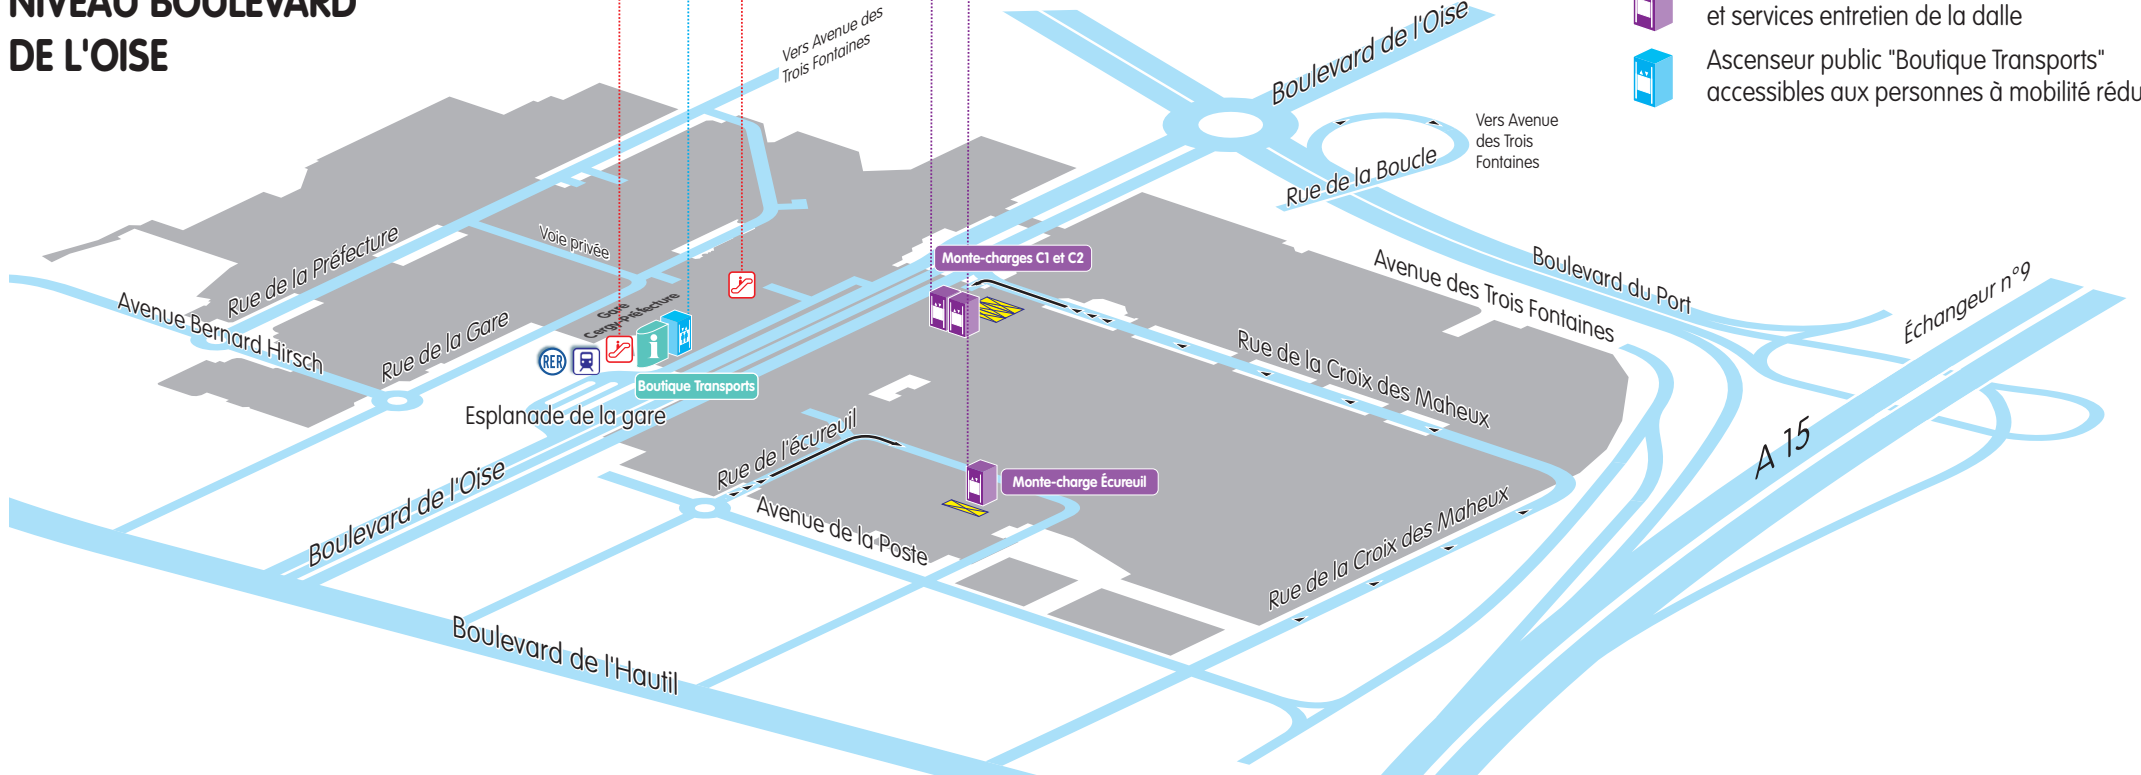 NIVEAU BOULEVARD
DE L'OISE
et services entretien de la dalle
Ascenseur public "Boutique Transports"
accessibles aux personnes à mobilité rédu
Vers Avenue des
Trois Fontaines
Boulevard de l'Oise
Vers Avenue
des Trois
Fontaines
Rue de la Boucle
Rue de la Préfecture
Voie privée
Monte-charges C1 et C2
Avenue des Trois Fontaines
Boulevard du Port
Échangeur n°9
Avenue Bernard Hirsch
Rue de la Gare
Gare
Cergy-Préfecture
RER
i
Boutique Transports
Esplanade de la gare
Rue de la Croix des Maheux
Rue de l'écureuil
A 15
Boulevard de l'Oise
Monte-charge Écureuil
Avenue de la Poste
Rue de la Croix des Maheux
Boulevard de l'Hautil